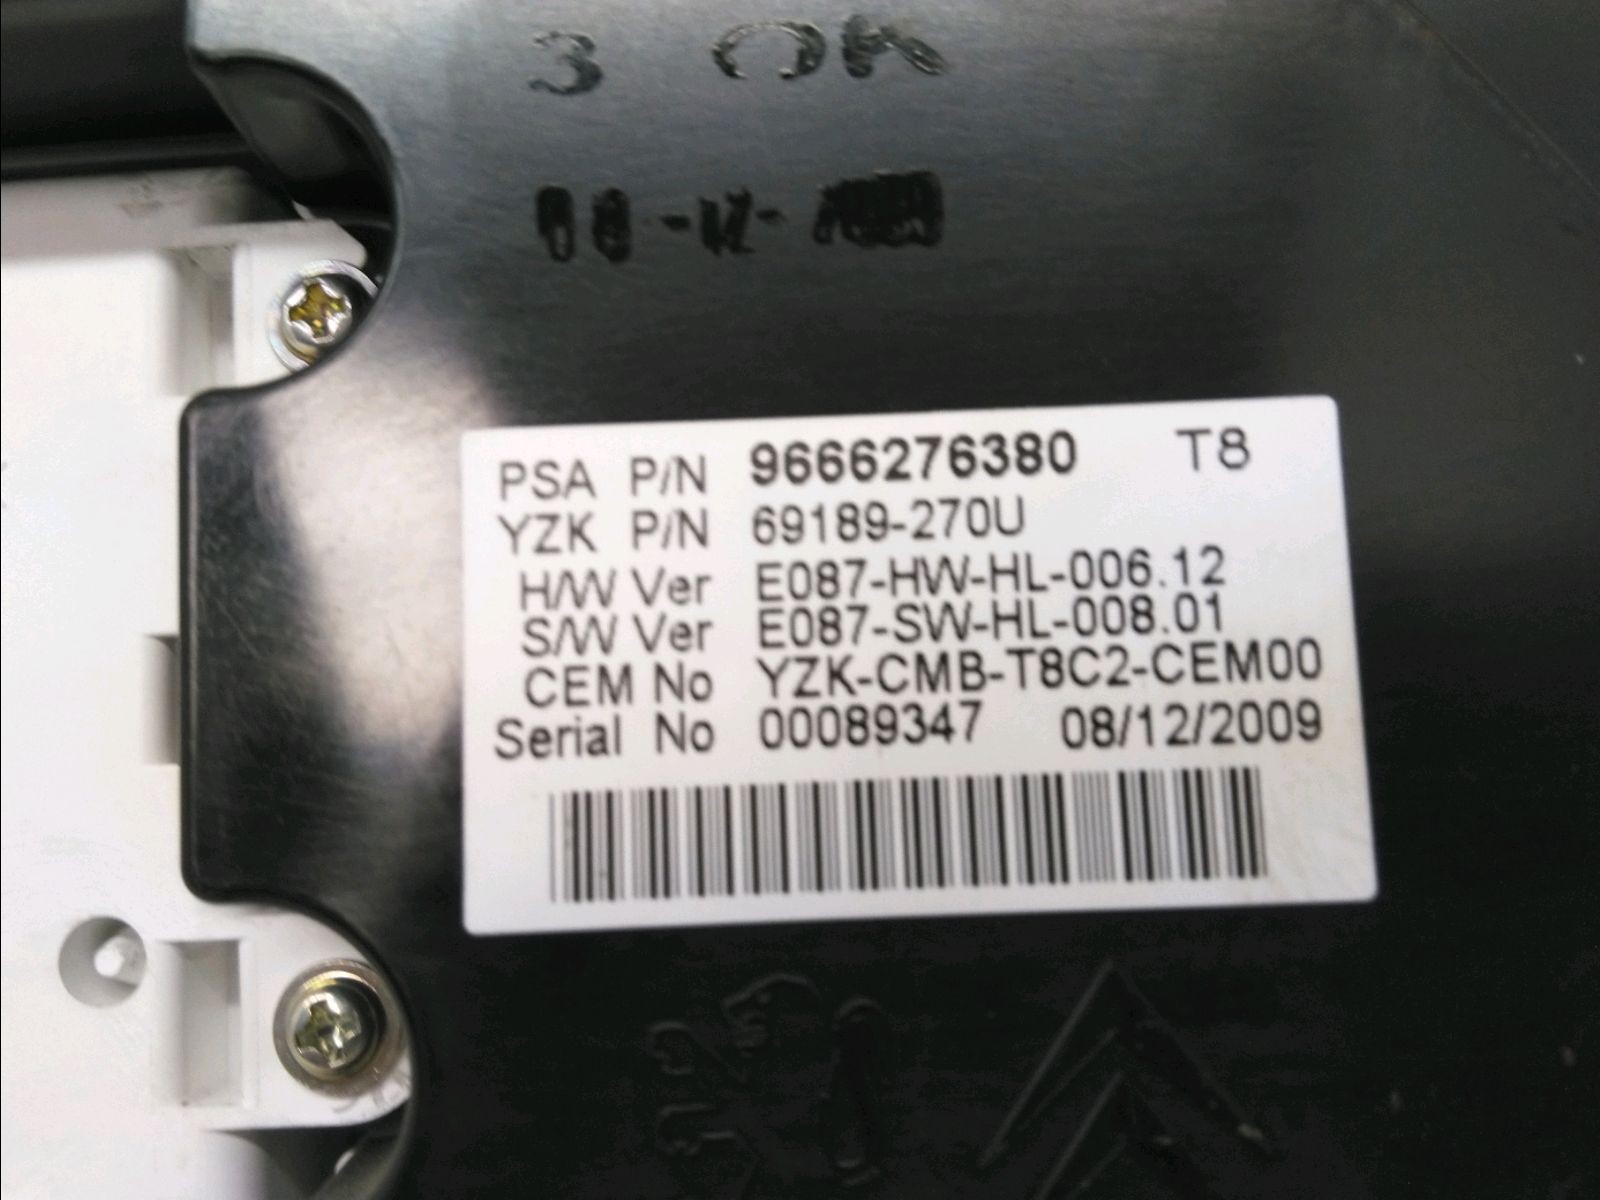 3 OK
PSA P/N 9666276380 T8
YZK P/N 69189-270U
H/W Ver E087-HW-HL-006.12
S/W Ver E087-SW-HL-008.01
CEM No YZK-CMB-T8C2-CEM00
Serial No 00089347 08/12/2009